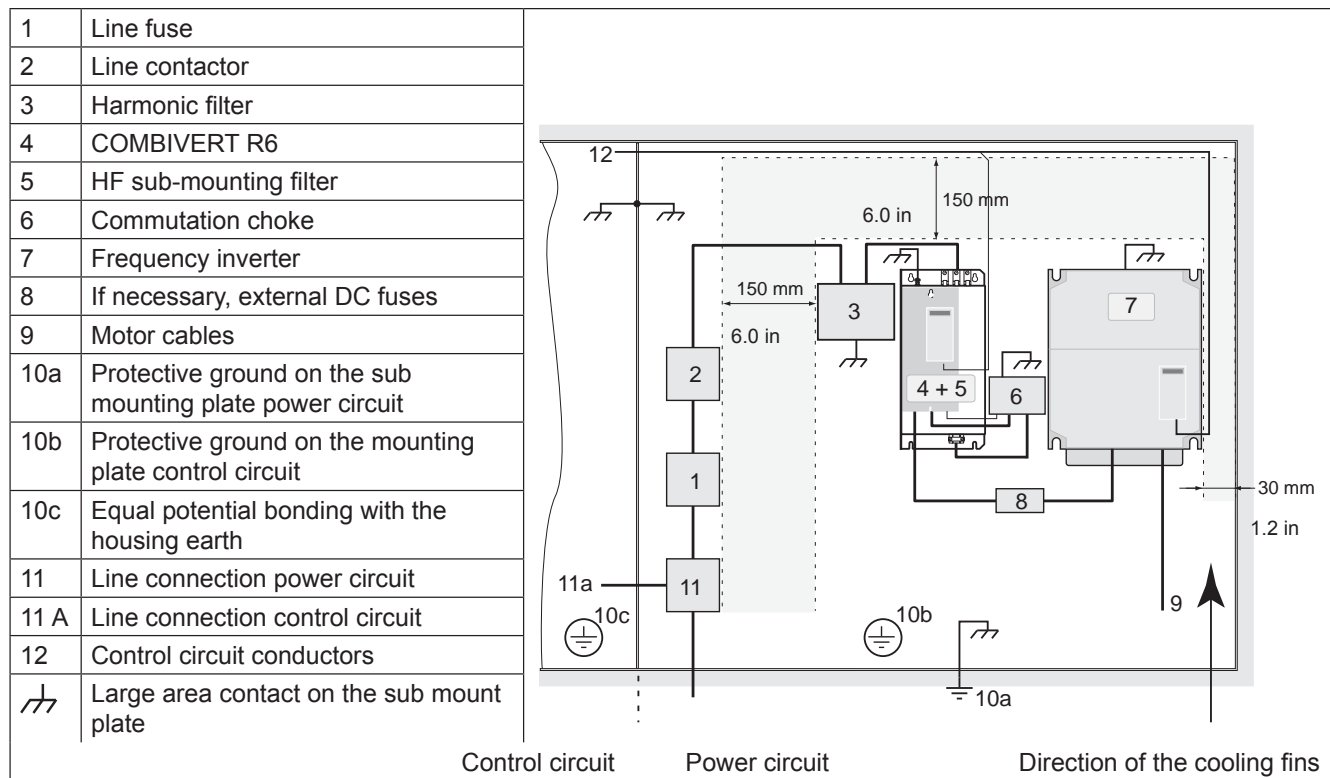 1 Line fuse
2 Line contactor
3 Harmonic filter
4 COMBIVERT R6
5 HF sub-mounting filter
6 Commutation choke
7 Frequency inverter
8 If necessary, external DC fuses
9 Motor cables
10a Protective ground on the sub
mounting plate power circuit
10b Protective ground on the mounting
plate control circuit
10c Equal potential bonding with the
housing earth
11 Line connection power circuit
11 A Line connection control circuit
12 Control circuit conductors
Large area contact on the sub mount
plate
12
150 mm
6.0 in
150 mm
6.0 in
3
7
2
4 + 5
6
1
8
30 mm
1.2 in
11a
11
9
10c
10b
10a
Control circuit
Power circuit
Direction of the cooling fins